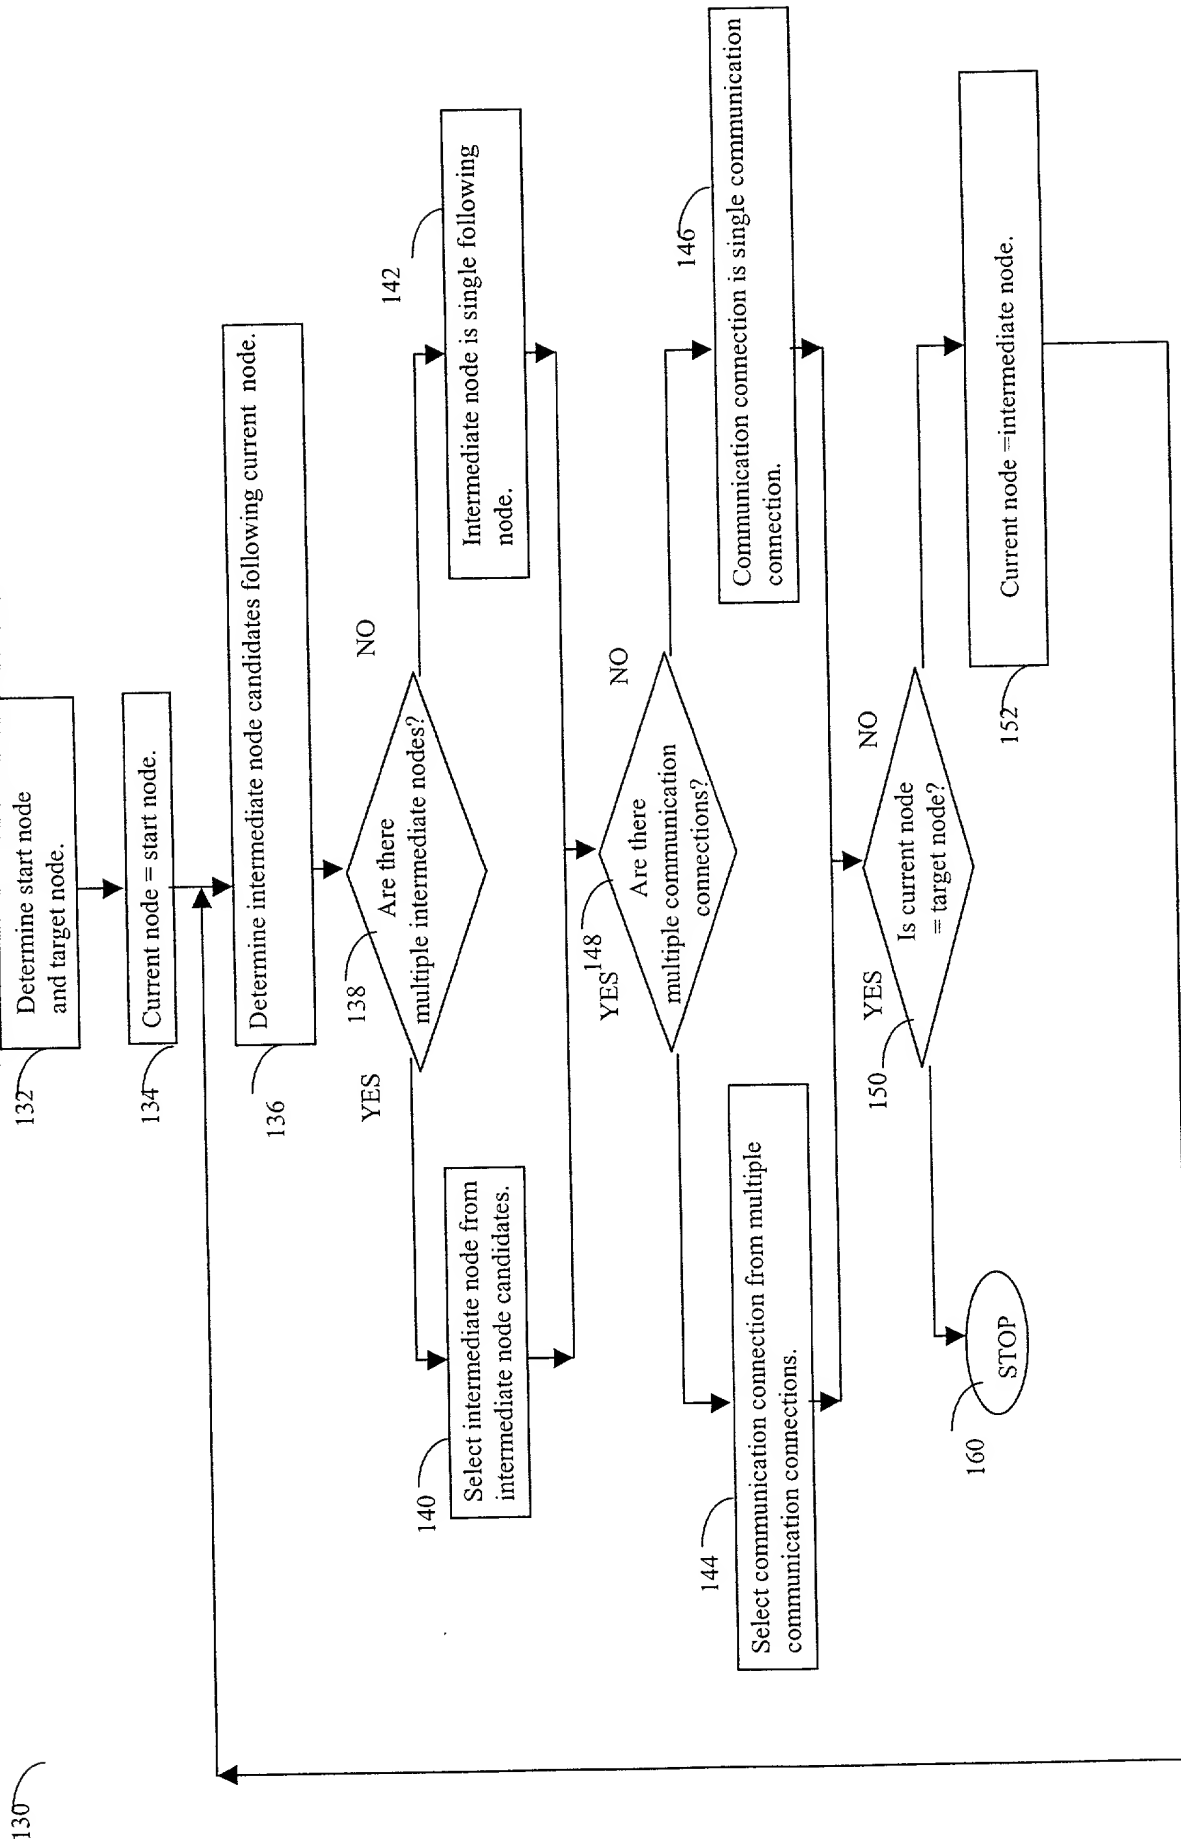 130
132
Determine start node
and target node.
134
Current node = start node.
136
Determine intermediate node candidates following current node.
138
Are there
multiple intermediate nodes?
YES
NO
140
Select intermediate node from
intermediate node candidates.
142
Intermediate node is single following
node.
148
Are there
multiple communication
connections?
YES
NO
144
Select communication connection from multiple
communication connections.
146
Communication connection is single communication
connection.
150
Is current node
= target node?
YES
NO
160
STOP
152
Current node =intermediate node.